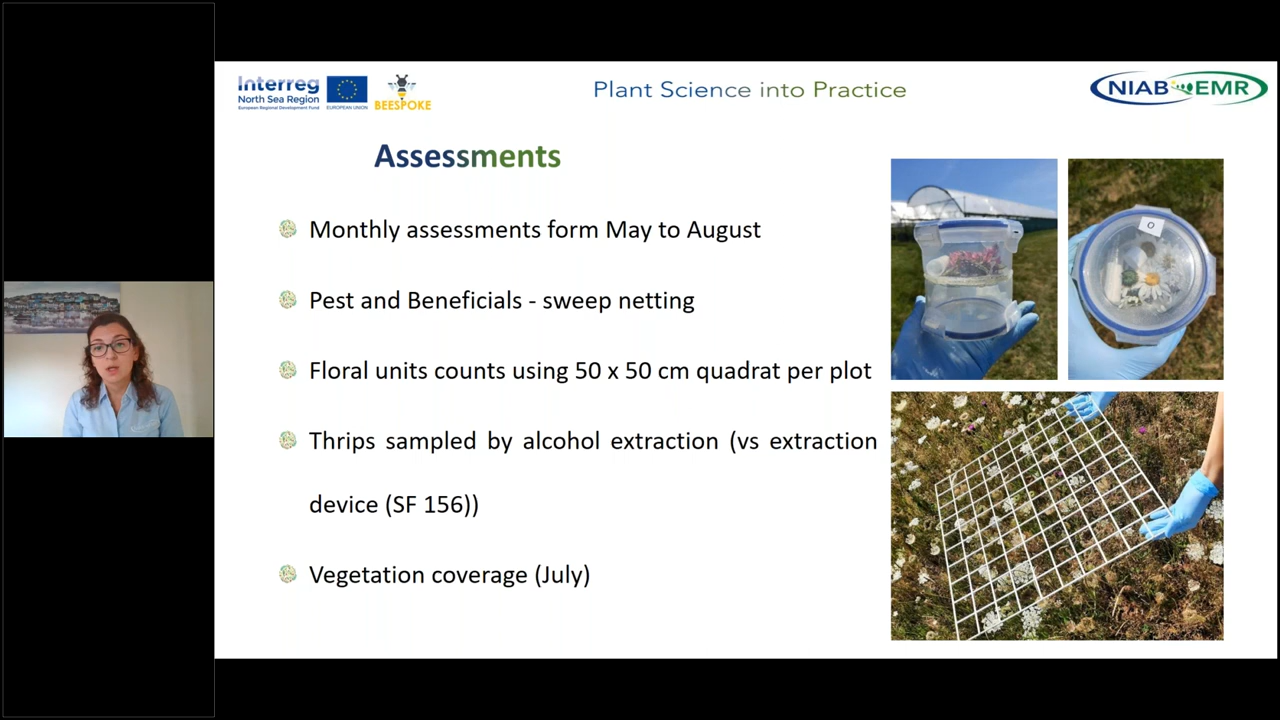 Interreg
North Sea Region
European Regional Development Fund
EUROPEAN UNION
BEESPOKE
Plant Science into Practice
NIAB EMR
Assessments
Monthly assessments form May to August
Pest and Beneficials - sweep netting
Floral units counts using 50 x 50 cm quadrat per plot
Thrips sampled by alcohol extraction (vs extraction
device (SF 156))
Vegetation coverage (July)